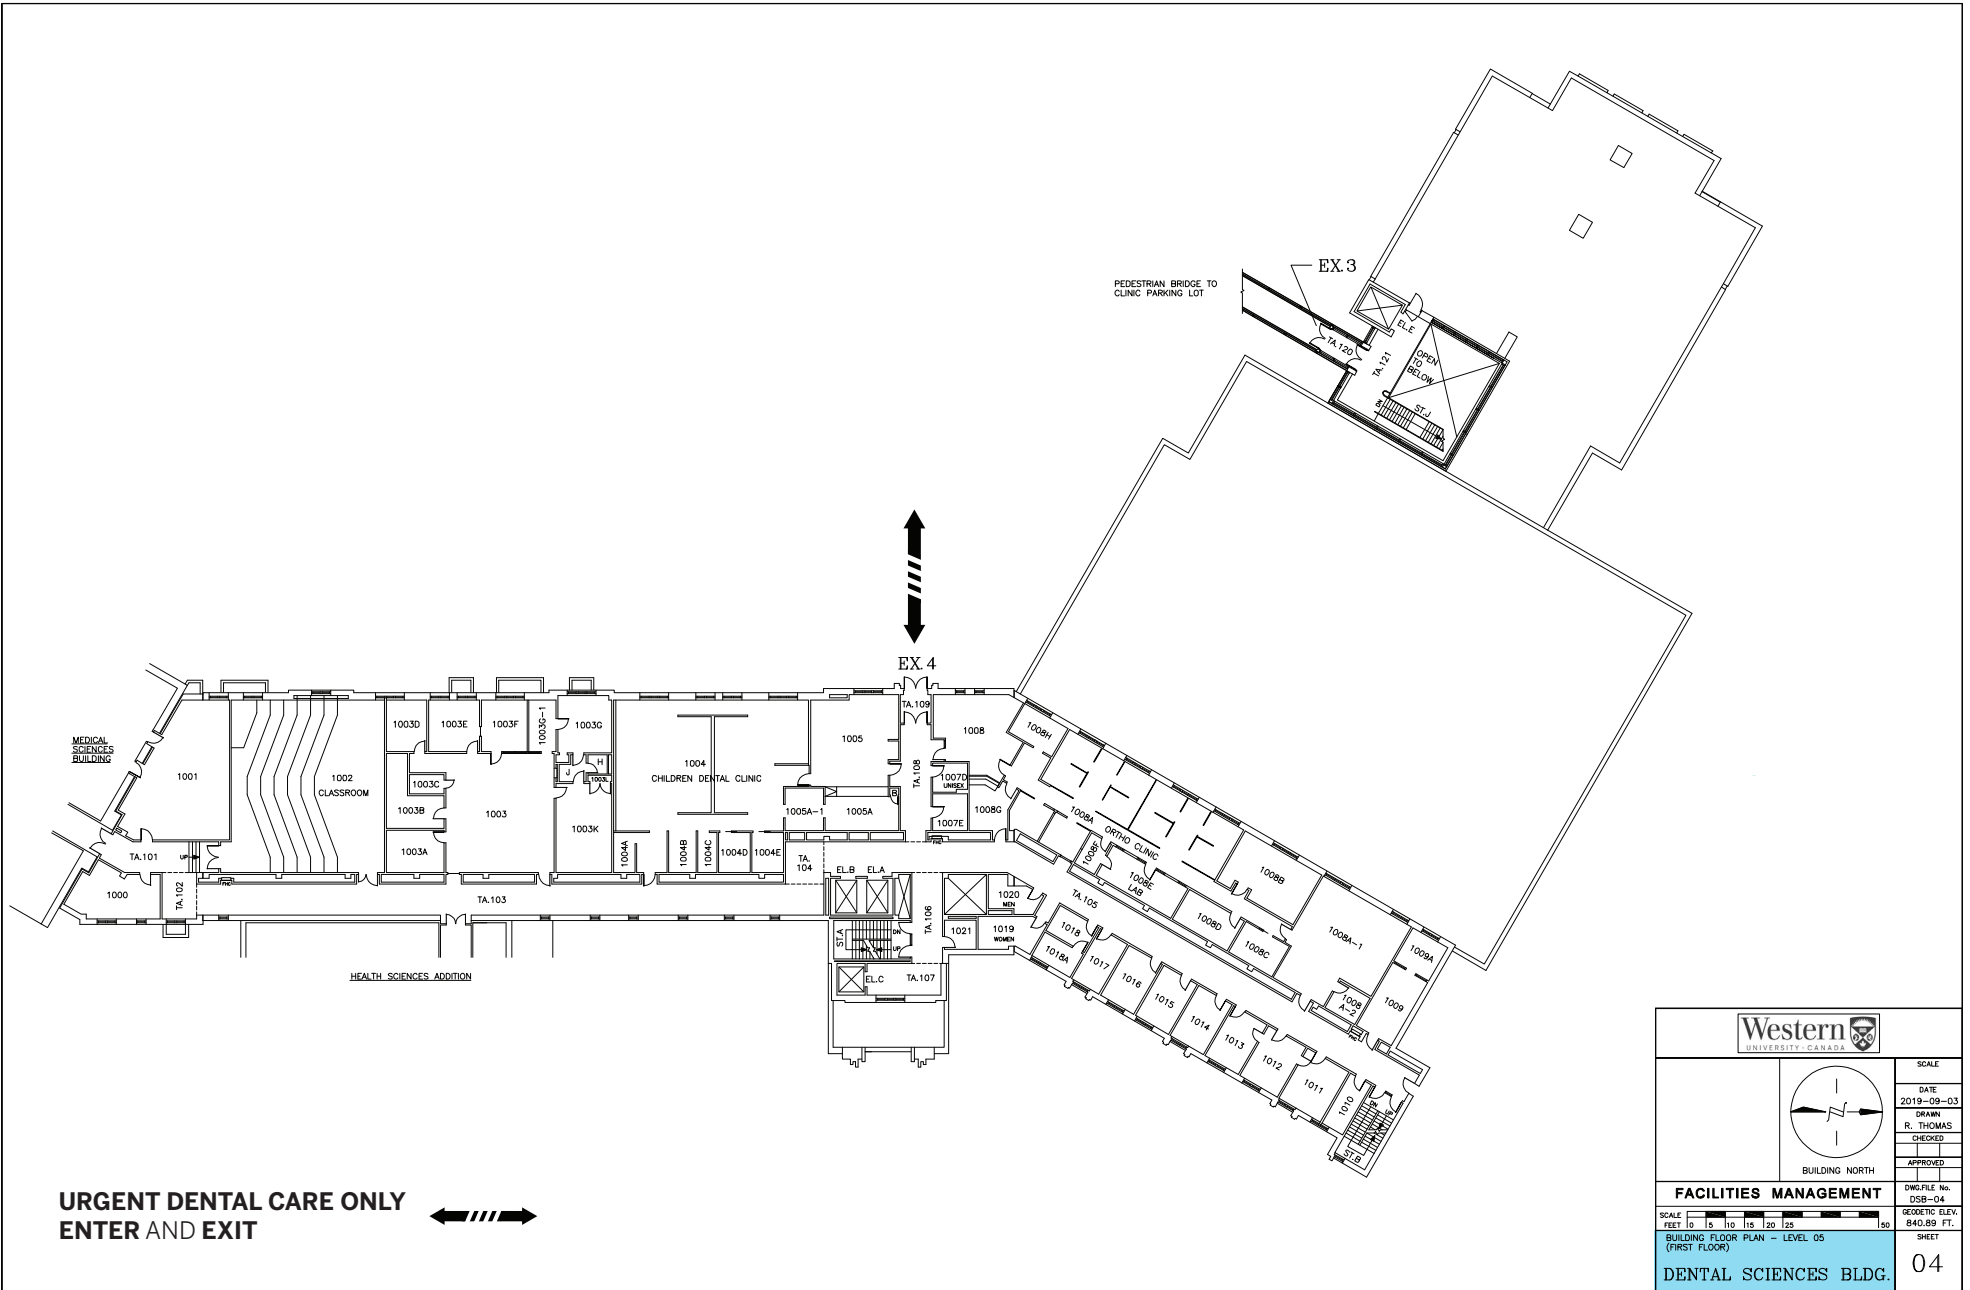 EX.3
PEDESTRIAN BRIDGE TO
CLINIC PARKING LOT
EL.E
TA.120
TA.121
OPEN
TO
BELOW
DN
ST.J
EX.4
MEDICAL
SCIENCES
BUILDING
1001
1002
CLASSROOM
1003D
1003E
1003F
1003G-1
1003G
H
J
1003L
1003C
1003B
1003
1003A
1003K
1004
CHILDREN DENTAL CLINIC
1004A
1004B
1004C
1004D
1004E
1005
1005A-1
1005A
B
TA.109
TA.108
1008
1007D
UNISEX
1007E
1008G
1008H
1008A
ORTHO CLINIC
1008F
1008E
LAB
1008B
1008D
1008C
1008A-1
1008
A-2
1009A
1009
TA.101
UP
1000
TA.102
FHC
TA.103
TA.
104
EL.B
EL.A
FHC
TA.105
TA.106
1020
MEN
1021
1019
WOMEN
ST.A
DN
UP
EL.C
TA.107
1018
1018A
1017
1016
1015
1014
1013
1012
1011
1010
FHC
DN
UP
ST.B
HEALTH SCIENCES ADDITION
URGENT DENTAL CARE ONLY
ENTER AND EXIT
Western
UNIVERSITY·CANADA
N
BUILDING NORTH
SCALE
DATE
2019-09-03
DRAWN
R. THOMAS
CHECKED
APPROVED
FACILITIES MANAGEMENT
DWG.FILE No.
DSB-04
SCALE
FEET 0 5 10 15 20 25 50
GEODETIC ELEV.
840.89 FT.
BUILDING FLOOR PLAN - LEVEL 05
(FIRST FLOOR)
DENTAL SCIENCES BLDG.
SHEET
04